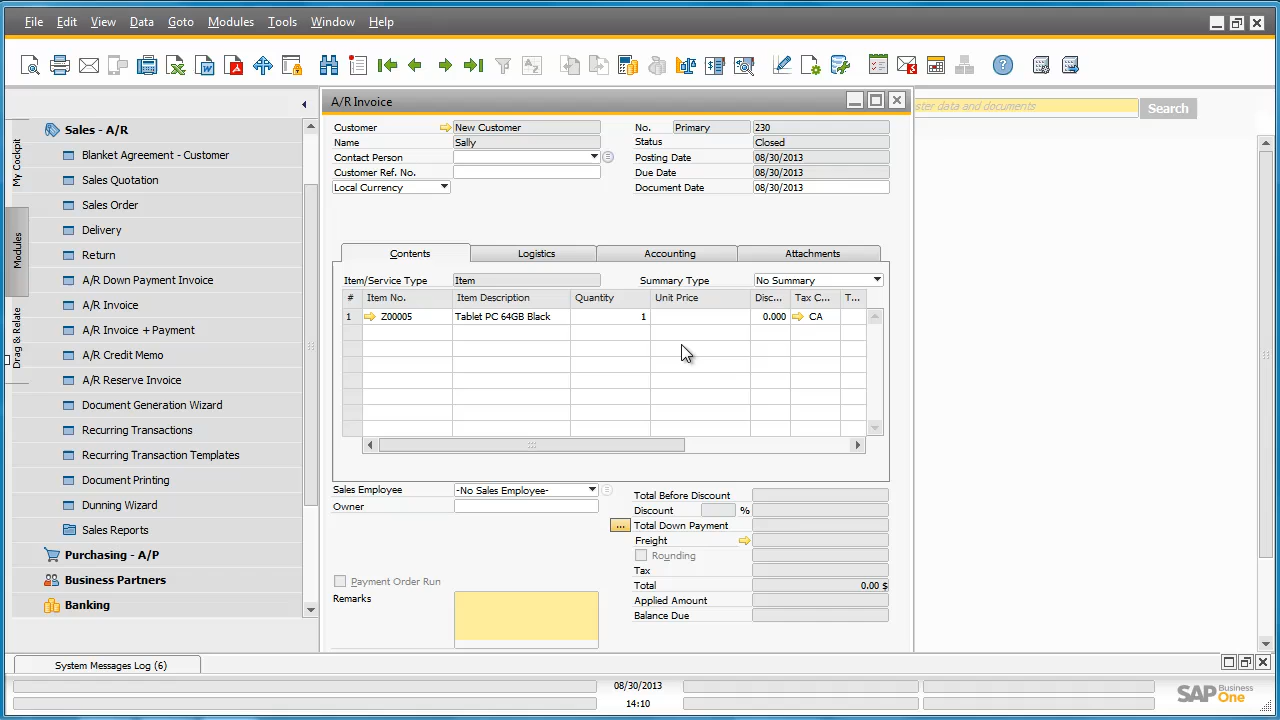 File Edit View Data Goto Modules Tools Window Help
A/R Invoice
ster data and documents
Search
My Cockpit
Modules
Drag & Relate
Sales - A/R
Blanket Agreement - Customer
Sales Quotation
Sales Order
Delivery
Return
A/R Down Payment Invoice
A/R Invoice
A/R Invoice + Payment
A/R Credit Memo
A/R Reserve Invoice
Document Generation Wizard
Recurring Transactions
Recurring Transaction Templates
Document Printing
Dunning Wizard
Sales Reports
Purchasing - A/P
Business Partners
Banking
Customer New Customer No. Primary 230
Name Sally Status Closed
Contact Person Posting Date 08/30/2013
Customer Ref. No. Due Date 08/30/2013
Local Currency Document Date 08/30/2013
Contents Logistics Accounting Attachments
Item/Service Type Item Summary Type No Summary
# Item No. Item Description Quantity Unit Price Disc... Tax C... T...
1 Z00005 Tablet PC 64GB Black 1 0.000 CA
Sales Employee -No Sales Employee-
Owner
Total Before Discount
Discount %
... Total Down Payment
Freight
Rounding
Tax
Payment Order Run
Total 0.00 $
Remarks
Applied Amount
Balance Due
System Messages Log (6)
08/30/2013
14:10
SAP Business One